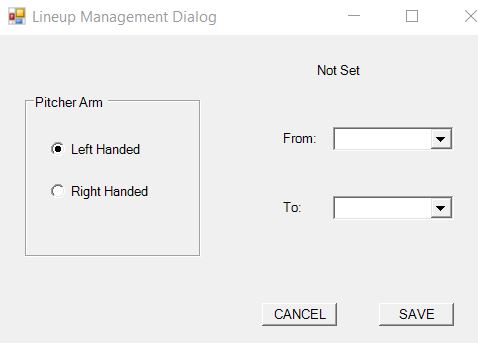 Lineup Management Dialog
Not Set
Pitcher Arm
Left Handed
Right Handed
From:
To:
CANCEL
SAVE